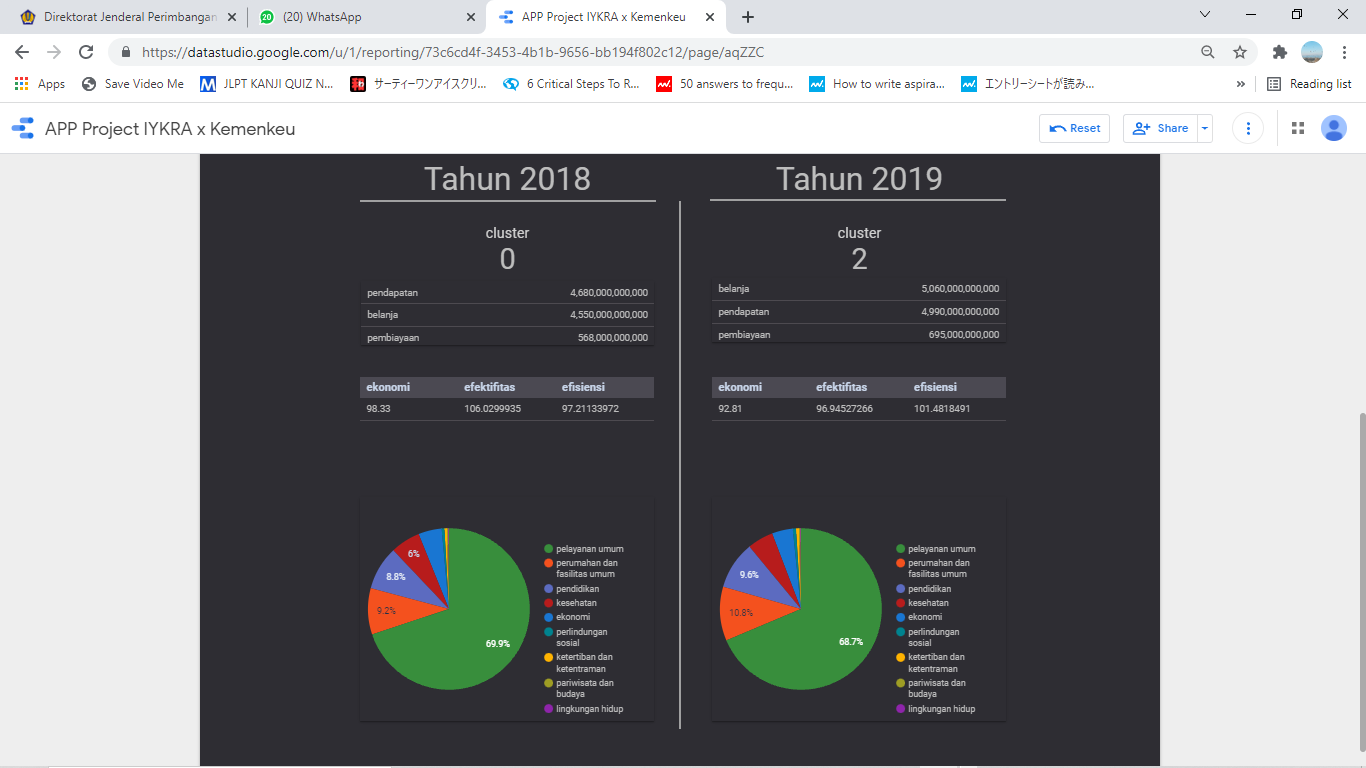 Direktorat Jenderal Perimbangan
(20) WhatsApp
APP Project IYKRA x Kemenkeu
https://datastudio.google.com/u/1/reporting/73c6cd4f-3453-4b1b-9656-bb194f802c12/page/aqZZC
Apps
Save Video Me
JLPT KANJI QUIZ N...
サーティーワンアイスクリ...
6 Critical Steps To R...
50 answers to frequ...
How to write aspira...
エントリーシートが読み...
»
Reading list
APP Project IYKRA x Kemenkeu
Reset
Share
Tahun 2018
cluster
0
pendapatan 4,680,000,000,000
belanja 4,550,000,000,000
pembiayaan 568,000,000,000
ekonomi efektifitas efisiensi
98.33 106.0299935 97.21133972
6%
8.8%
9.2%
69.9%
pelayanan umum
perumahan dan
fasilitas umum
pendidikan
kesehatan
ekonomi
perlindungan
sosial
ketertiban dan
ketentraman
pariwisata dan
budaya
lingkungan hidup
Tahun 2019
cluster
2
belanja 5,060,000,000,000
pendapatan 4,990,000,000,000
pembiayaan 695,000,000,000
ekonomi efektifitas efisiensi
92.81 96.94527266 101.4818491
9.6%
10.8%
68.7%
pelayanan umum
perumahan dan
fasilitas umum
pendidikan
kesehatan
ekonomi
perlindungan
sosial
ketertiban dan
ketentraman
pariwisata dan
budaya
lingkungan hidup